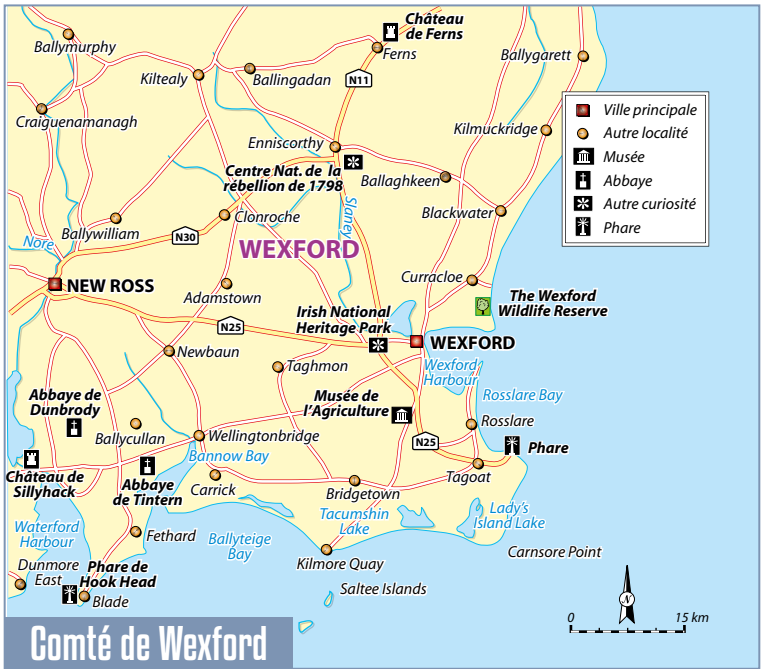 Château
de Ferns
Ballymurphy
Ferns
Ballygarett
Kiltealy
Ballingadan
N11
Craiguenamanagh
Ville principale
Autre localité
Musée
Abbaye
Autre curiosité
Phare
Kilmuckridge
Enniscorthy
Centre Nat. de la
rébellion de 1798
Ballaghkeen
Slaney
Blackwater
Clonroche
Ballywilliam
N30
Nore
WEXFORD
Curracloe
NEW ROSS
Adamstown
The Wexford
Wildlife Reserve
Irish National
Heritage Park
N25
WEXFORD
Newbaun
Taghmon
Wexford
Harbour
Rosslare Bay
Abbaye de
Dunbrody
Musée de
l'Agriculture
Rosslare
Ballycullan
Wellingtonbridge
N25
Phare
Bannow Bay
Château de
Sillyhack
Abbaye
de Tintern
Carrick
Bridgetown
Tagoat
Tacumshin
Lake
Lady's
Island Lake
Waterford
Harbour
Fethard
Ballyteige
Bay
Carnsore Point
Kilmore Quay
Dunmore
East
Phare de
Hook Head
Blade
Saltee Islands
N
0
15 km
Comté de Wexford